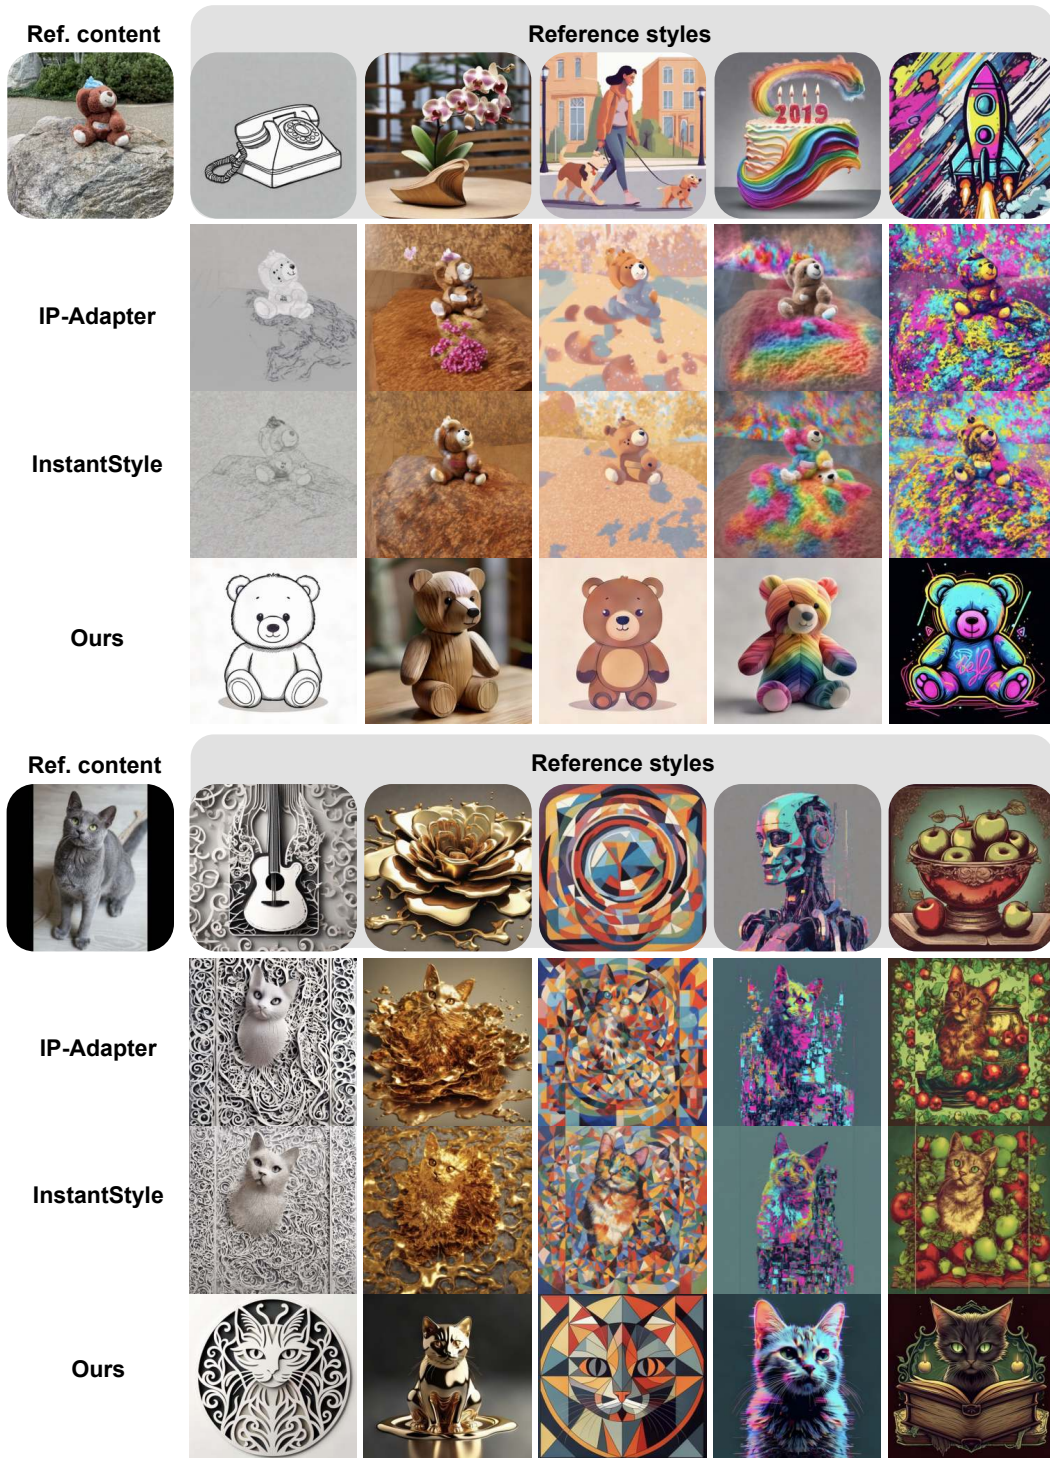 Ref. content
Reference styles
2019
IP-Adapter
InstantStyle
Ours
Ref. content
Reference styles
IP-Adapter
InstantStyle
Ours